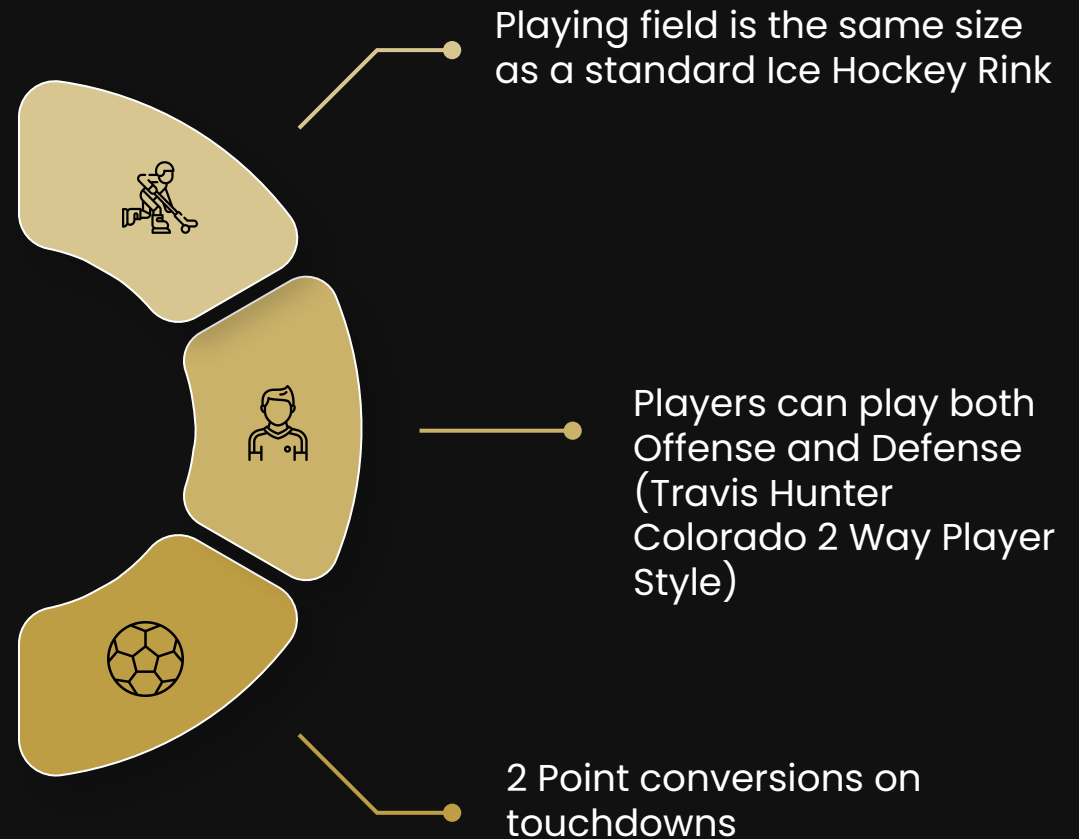 Playing field is the same size
as a standard Ice Hockey Rink
Players can play both
Offense and Defense
(Travis Hunter
Colorado 2 Way Player
Style)
2 Point conversions on
touchdowns